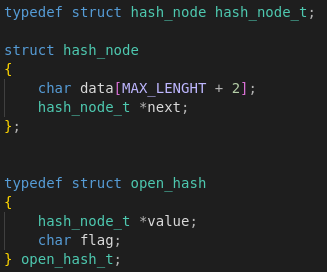 typedef struct hash_node hash_node_t;
struct hash_node
{
    char data[MAX_LENGHT + 2];
    hash_node_t *next;
};
typedef struct open_hash
{
    hash_node_t *value;
    char flag;
} open_hash_t;